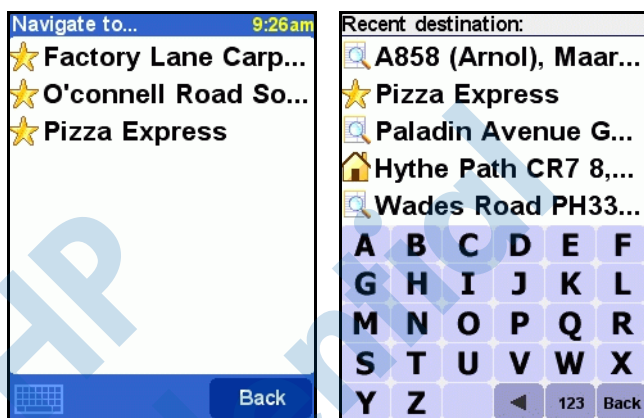 Navigate to... 9:26am
Factory Lane Carp...
O'connell Road So...
Pizza Express
Back
Recent destination:
A858 (Arnol), Maar...
Pizza Express
Paladin Avenue G...
Hythe Path CR7 8,...
Wades Road PH33...
A B C D E F
G H I J K L
M N O P Q R
S T U V W X
Y Z 123 Back
HP